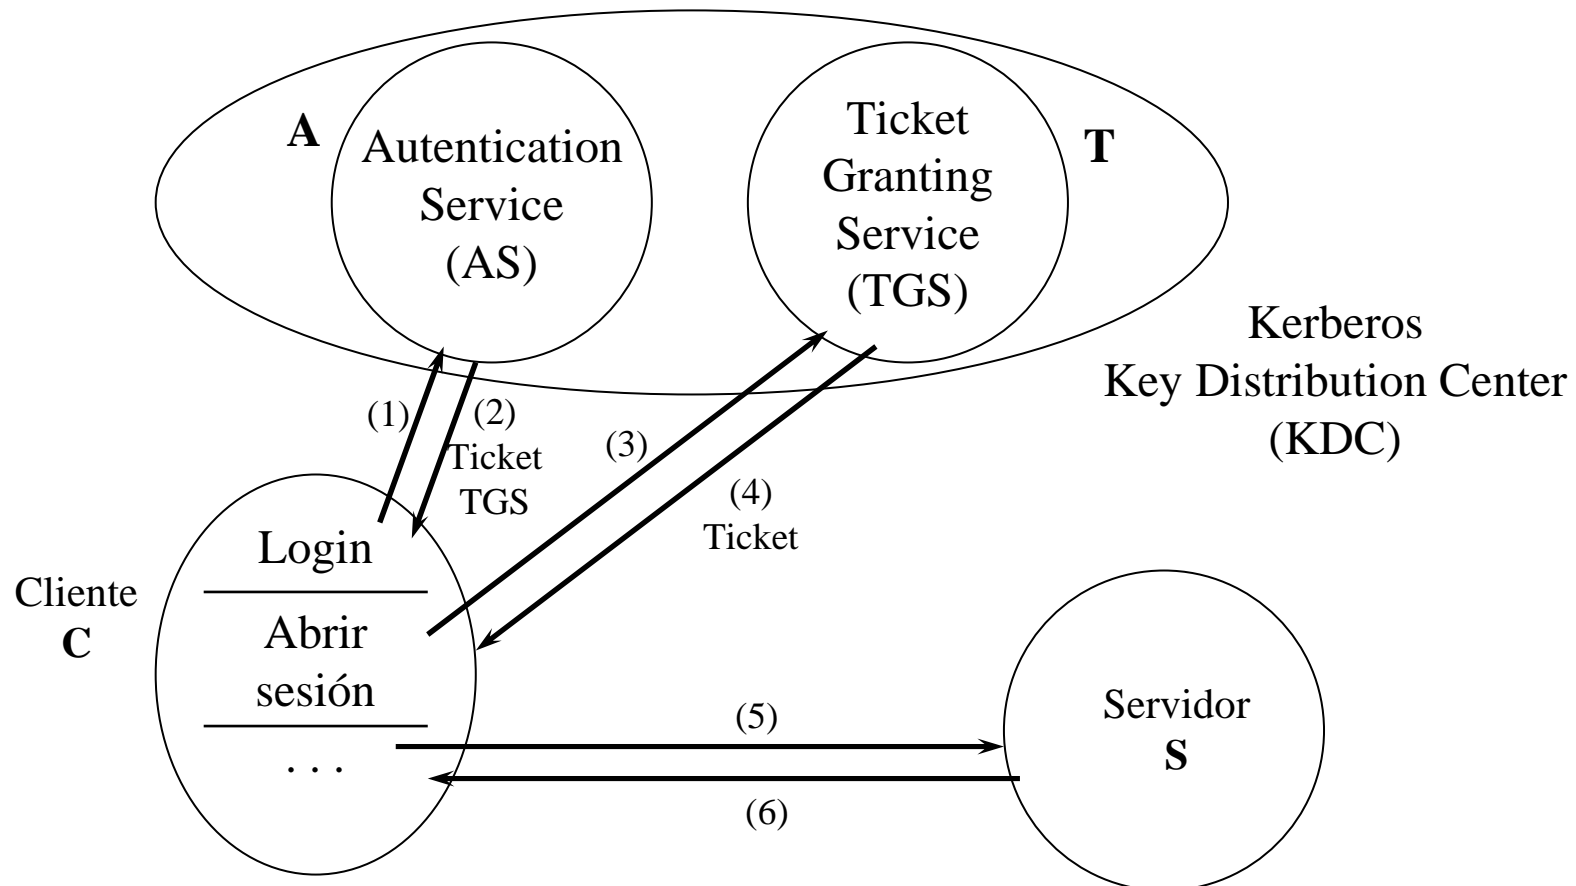 A
Autentication
Service
(AS)
Ticket
Granting
Service
(TGS)
T
Kerberos
Key Distribution Center
(KDC)
(1)
(2)
Ticket
TGS
(3)
(4)
Ticket
Cliente
C
Login
Abrir
sesión
. . .
(5)
(6)
Servidor
S